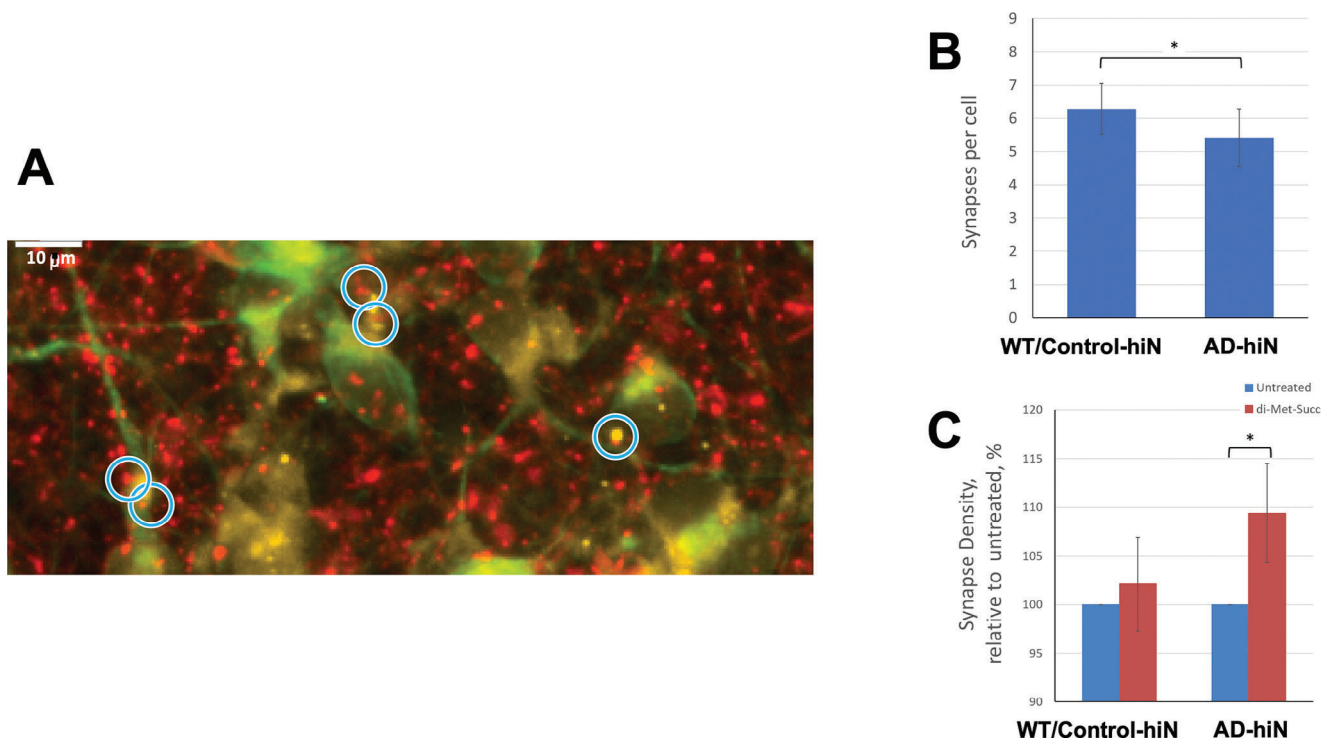 A
10 µm
B
Synapses per cell
9
8
7
6
5
4
3
2
1
0
*
WT/Control-hiN AD-hiN
C
Untreated
di-Met-Succ
Synapse Density,
relative to untreated, %
120
115
110
105
100
95
90
*
WT/Control-hiN AD-hiN